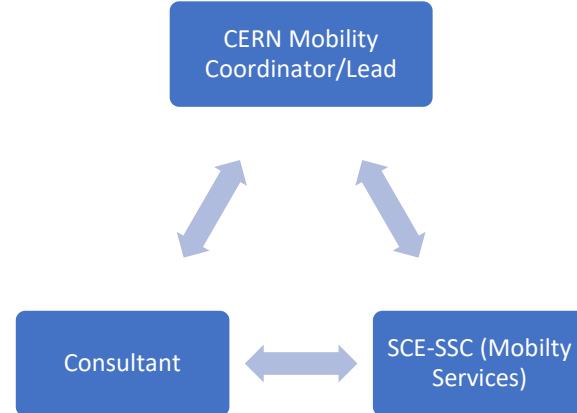 CERN Mobility
Coordinator/Lead
Consultant
SCE-SSC (Mobilty
Services)